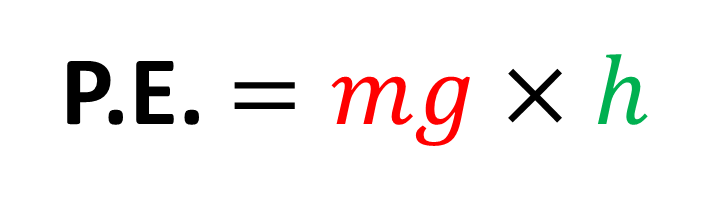 P.E. = mg × h